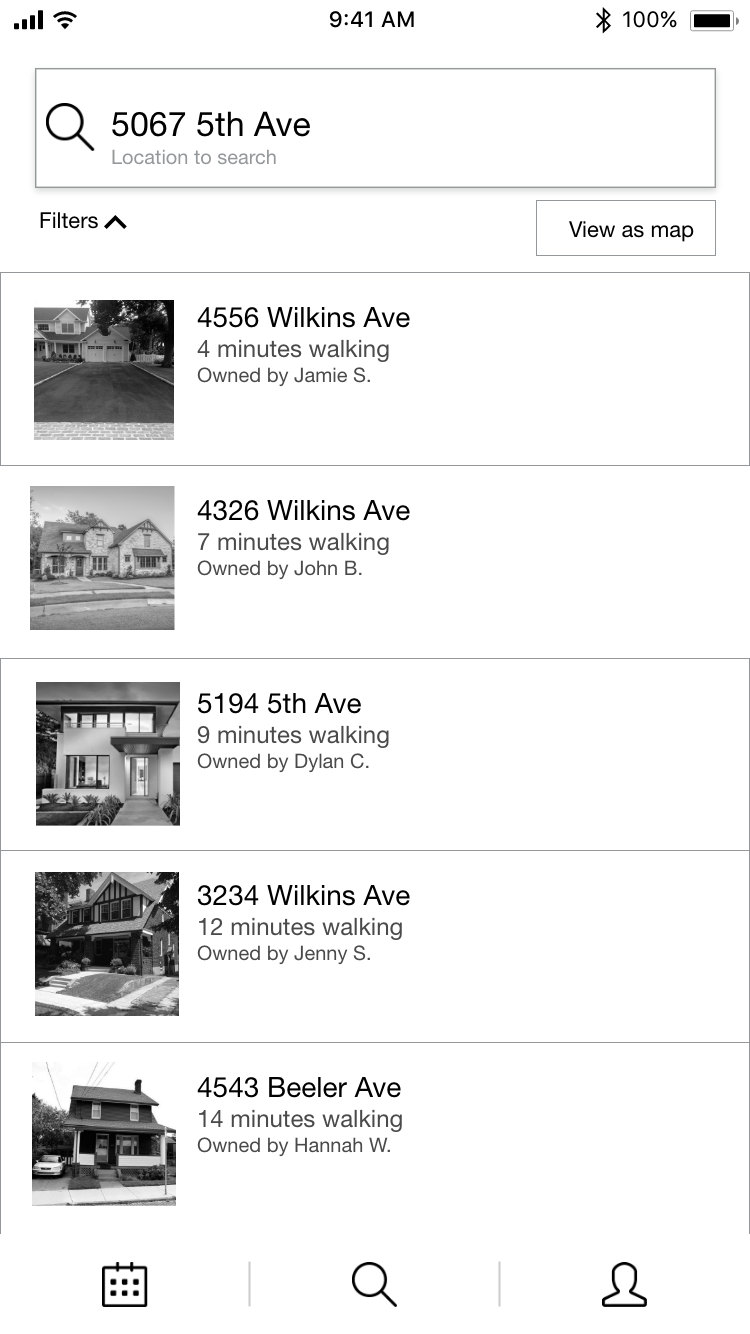 9:41 AM
100%
5067 5th Ave
Location to search
Filters
View as map
4556 Wilkins Ave
4 minutes walking
Owned by Jamie S.
4326 Wilkins Ave
7 minutes walking
Owned by John B.
5194 5th Ave
9 minutes walking
Owned by Dylan C.
3234 Wilkins Ave
12 minutes walking
Owned by Jenny S.
4543 Beeler Ave
14 minutes walking
Owned by Hannah W.